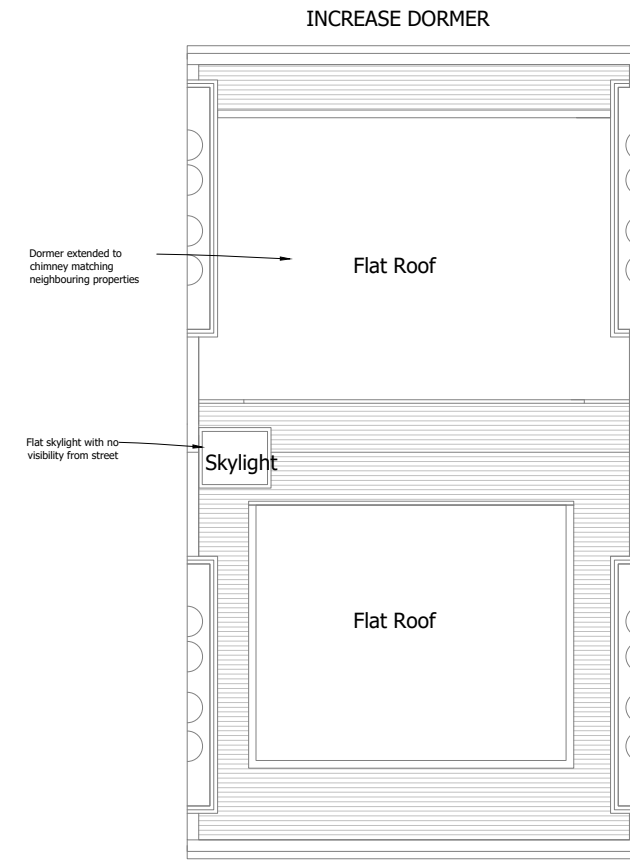 INCREASE DORMER
Dormer extended to
chimney matching
neighbouring properties
Flat Roof
Flat skylight with no
visibility from street
Skylight
Flat Roof